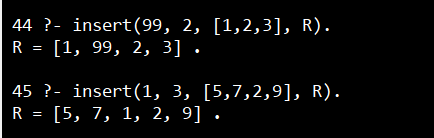 44 ?- insert(99, 2, [1,2,3], R).
R = [1, 99, 2, 3] .
45 ?- insert(1, 3, [5,7,2,9], R).
R = [5, 7, 1, 2, 9] .